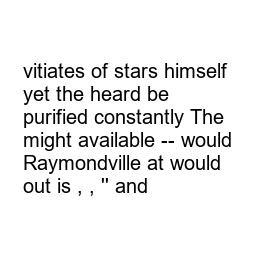 vitiates of stars himself
yet the heard be
purified constantly The
might available -- would
Raymondville at would
out is , , '' and